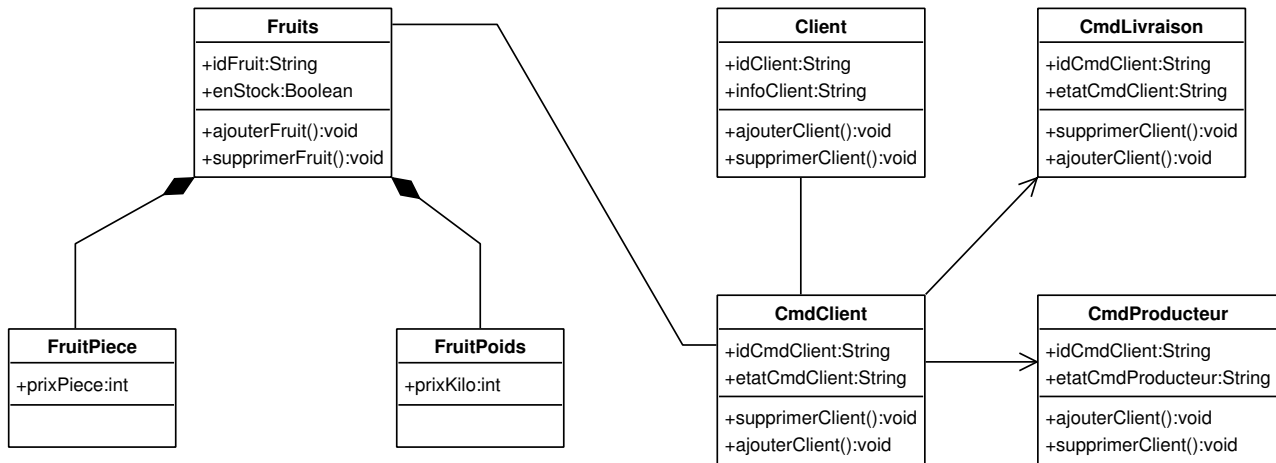 Fruits
+idFruit:String
+enStock:Boolean
+ajouterFruit():void
+supprimerFruit():void
Client
+idClient:String
+infoClient:String
+ajouterClient():void
+supprimerClient():void
CmdLivraison
+idCmdClient:String
+etatCmdClient:String
+supprimerClient():void
+ajouterClient():void
FruitPiece
+prixPiece:int
FruitPoids
+prixKilo:int
CmdClient
+idCmdClient:String
+etatCmdClient:String
+supprimerClient():void
+ajouterClient():void
CmdProducteur
+idCmdClient:String
+etatCmdProducteur:String
+ajouterClient():void
+supprimerClient():void